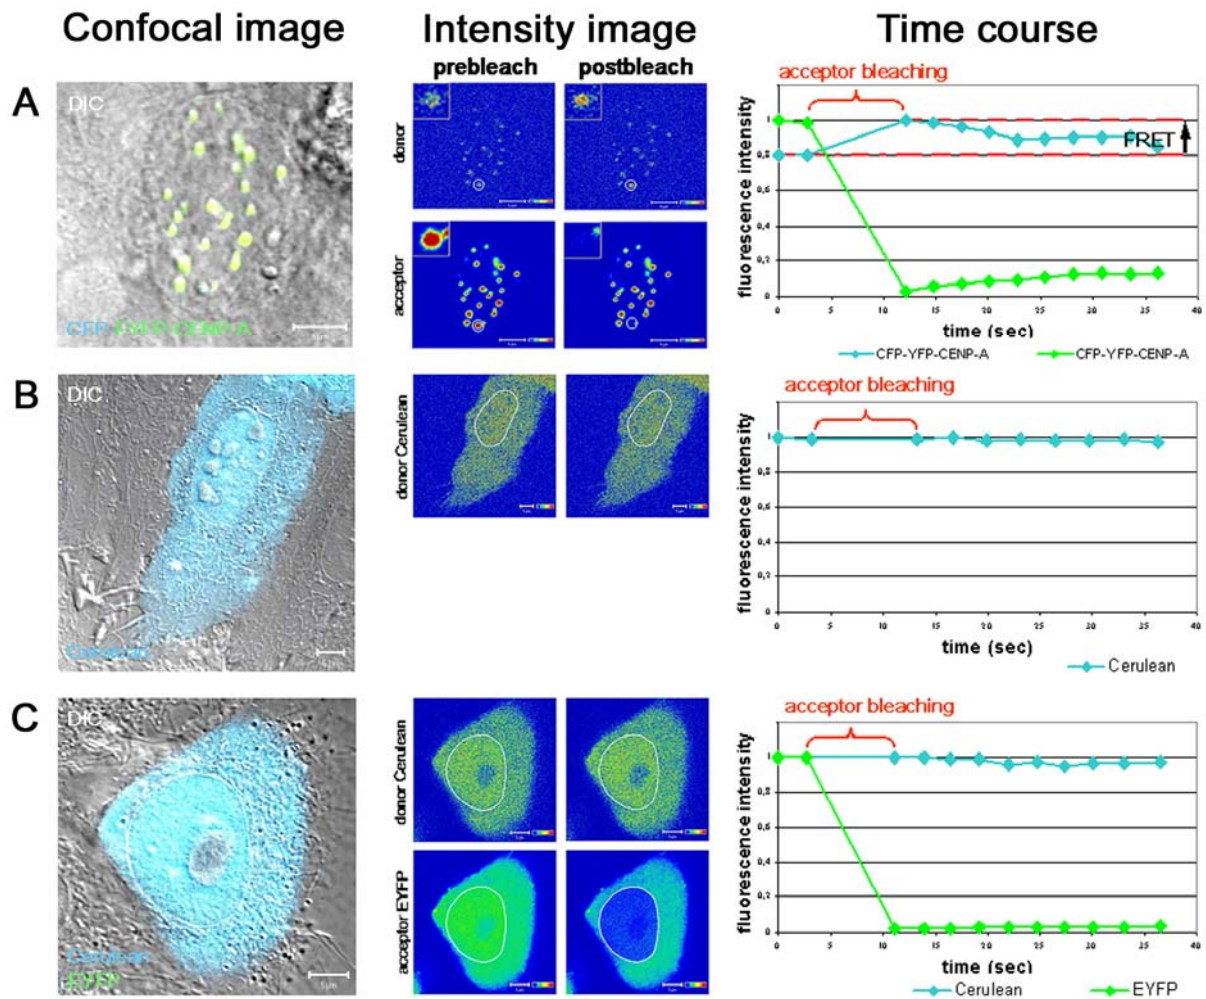 Confocal image
Intensity image
Time course
prebleach
postbleach
A
DIC
CFP-EYFP-CENP-A
donor
acceptor
acceptor bleaching
fluorescence intensity
1
0,8
0,6
0,4
0,2
0
FRET
0 5 10 15 20 25 30 35 40
time (sec)
CFP-YFP-CENP-A
CFP-YFP-CENP-A
B
DIC
Cerulean
donor Cerulean
acceptor bleaching
fluorescence intensity
1
0,8
0,6
0,4
0,2
0
0 5 10 15 20 25 30 35 40
time (sec)
Cerulean
C
DIC
Cerulean
EYFP
5µm
donor Cerulean
acceptor EYFP
acceptor bleaching
fluorescence intensity
1
0,8
0,6
0,4
0,2
0
0 5 10 15 20 25 30 35 40
time (sec)
Cerulean
EYFP